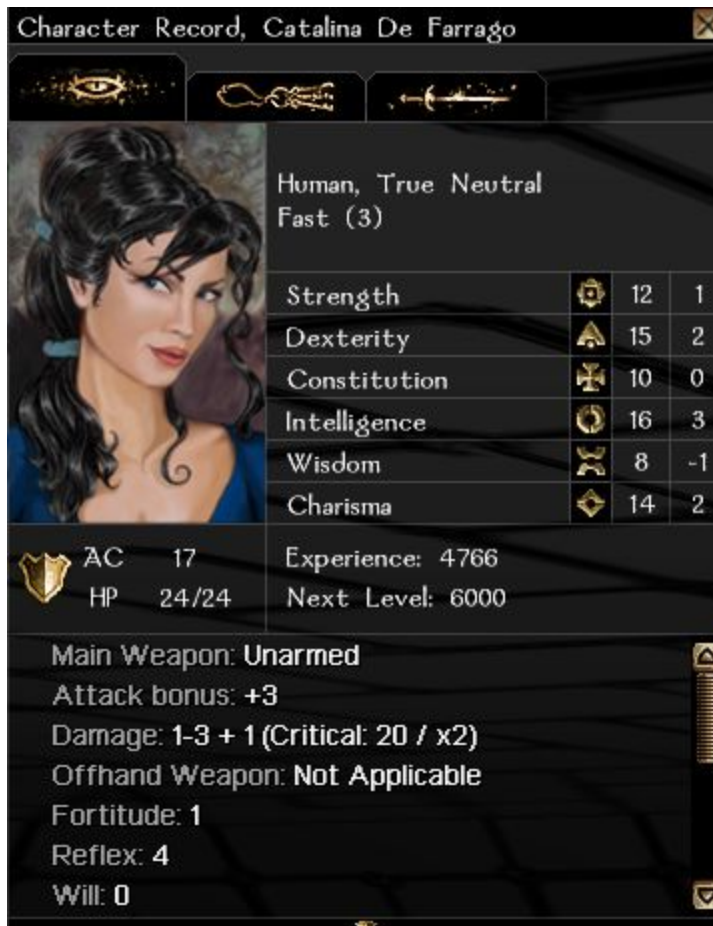 Character Record, Catalina De Farrago
Human, True Neutral
Fast (3)
Strength 12 1
Dexterity 15 2
Constitution 10 0
Intelligence 16 3
Wisdom 8 -1
Charisma 14 2
AC 17
HP 24/24
Experience: 4766
Next Level: 6000
Main Weapon: Unarmed
Attack bonus: +3
Damage: 1-3 + 1 (Critical: 20 / x2)
Offhand Weapon: Not Applicable
Fortitude: 1
Reflex: 4
Will: 0